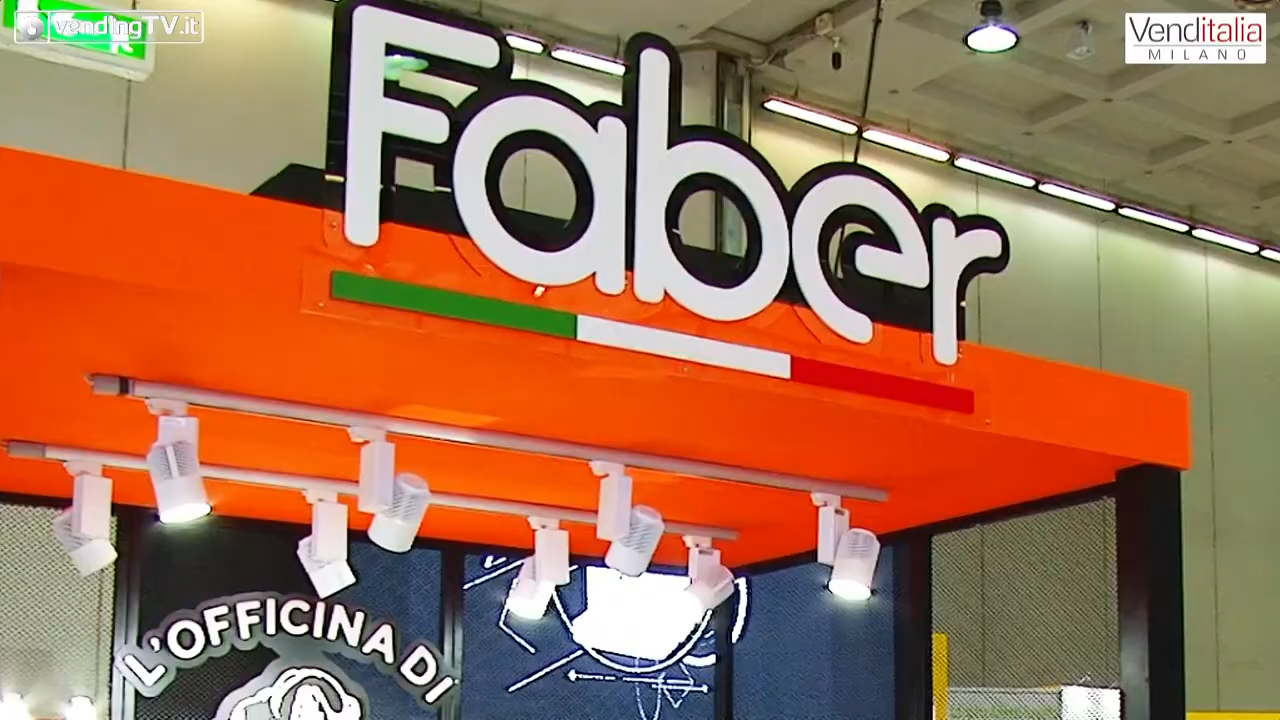 vendingTV.it
Venditalia
MILANO
Faber
L'OFFICINA DI